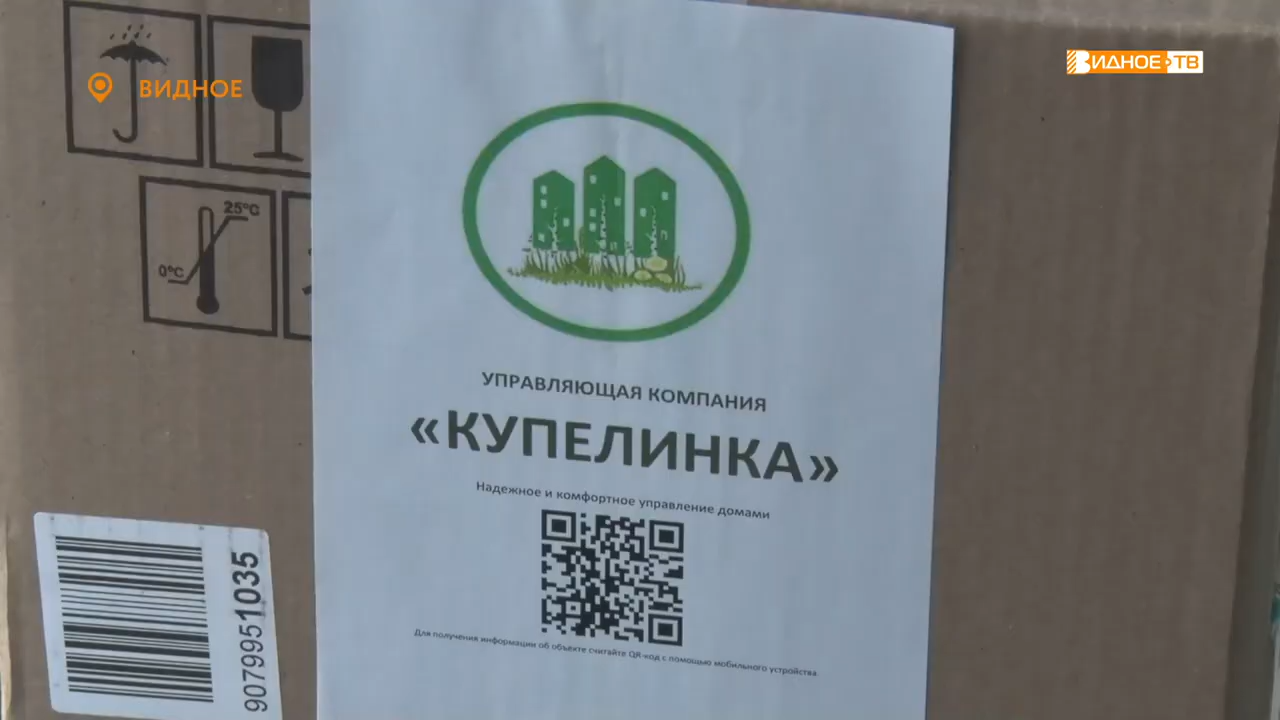 ВИДНОЕ
ВИДНОЕ ТВ
25°C
0°C
УПРАВЛЯЮЩАЯ КОМПАНИЯ
«КУПЕЛИНКА»
Надежное и комфортное управление домами
Для получения информации об объекте считайте QR-код с помощью мобильного устройства.
9079951035